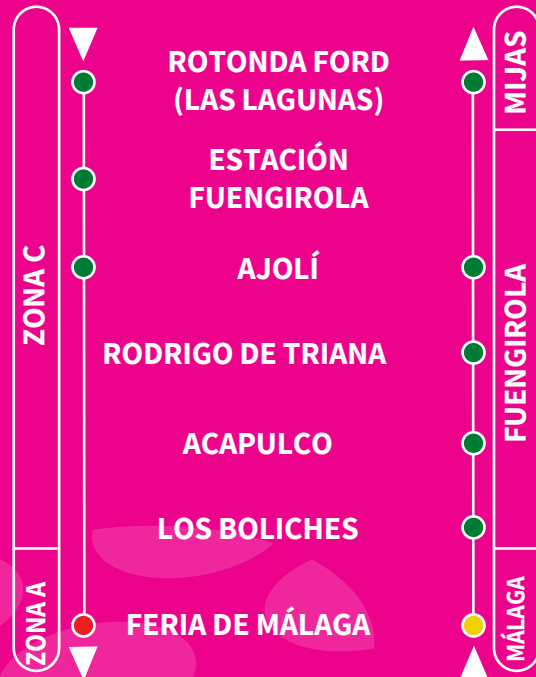 ZONA C
ZONA A
ROTONDA FORD
(LAS LAGUNAS)
ESTACIÓN
FUENGIROLA
AJOLÍ
RODRIGO DE TRIANA
ACAPULCO
LOS BOLICHES
FERIA DE MÁLAGA
MIJAS
FUENGIROLA
MÁLAGA